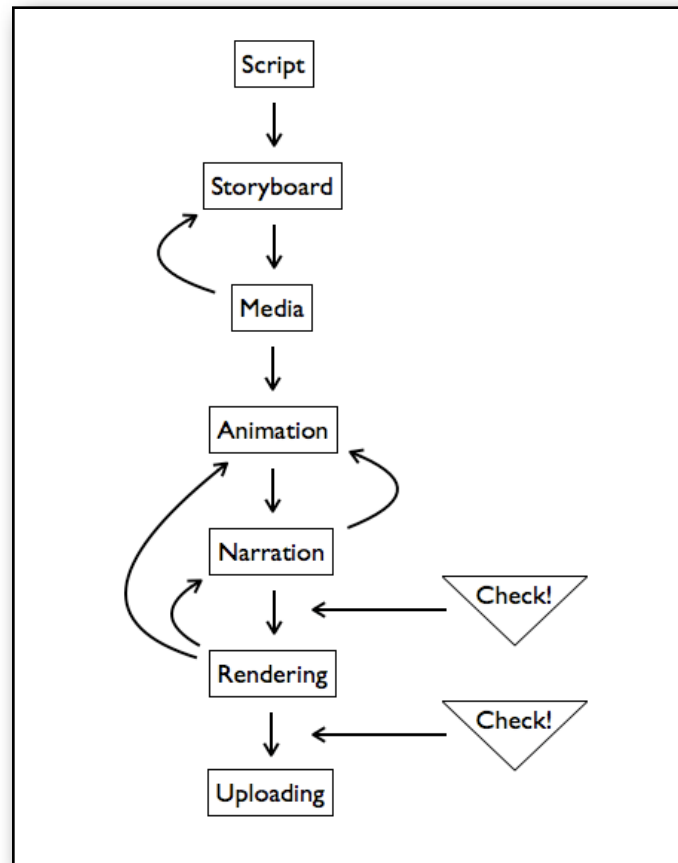 Script
Storyboard
Media
Animation
Narration
Check!
Rendering
Check!
Uploading